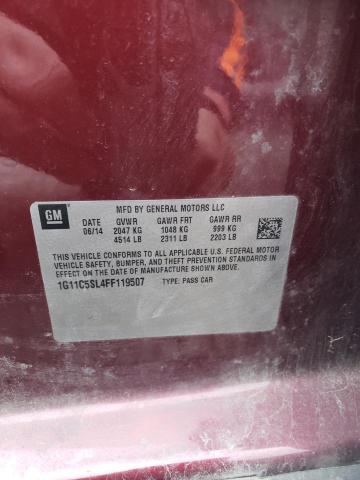 GM
MFD BY GENERAL MOTORS LLC
DATE GVWR GAWR FRT GAWR RR
06/14 2047 KG 1048 KG 999 KG
4514 LB 2311 LB 2203 LB
THIS VEHICLE CONFORMS TO ALL APPLICABLE U.S. FEDERAL MOTOR
VEHICLE SAFETY, BUMPER, AND THEFT PREVENTION STANDARDS IN
EFFECT ON THE DATE OF MANUFACTURE SHOWN ABOVE.
1G11C5SL4FF119507 TYPE: PASS CAR